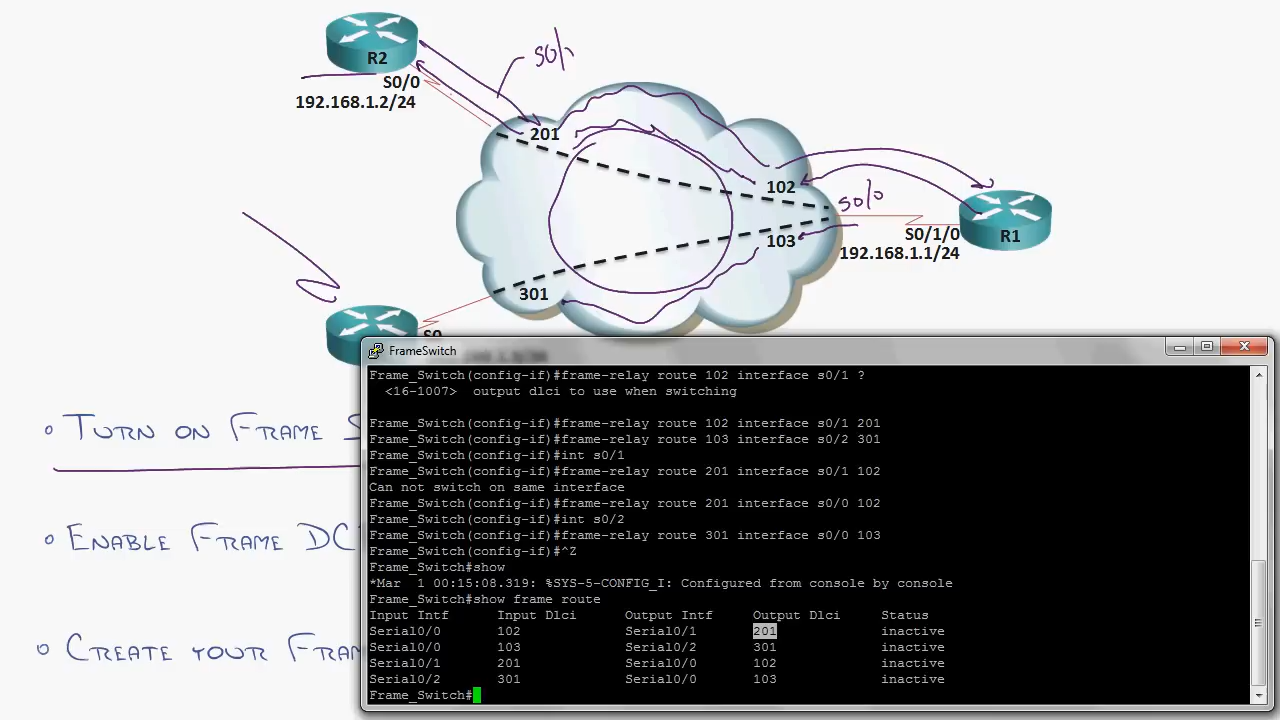 R2
S0/0
192.168.1.2/24
s0/1
201
102
s0/0
103
301
S0/1/0
R1
192.168.1.1/24
S0
Turn on Frame S
Enable Frame DC
Create your Fram
FrameSwitch
Frame_Switch(config-if)#frame-relay route 102 interface s0/1 ?
<16-1007>  output dlci to use when switching
Frame_Switch(config-if)#frame-relay route 102 interface s0/1 201
Frame_Switch(config-if)#frame-relay route 103 interface s0/2 301
Frame_Switch(config-if)#int s0/1
Frame_Switch(config-if)#frame-relay route 201 interface s0/1 102
Can not switch on same interface
Frame_Switch(config-if)#frame-relay route 201 interface s0/0 102
Frame_Switch(config-if)#int s0/2
Frame_Switch(config-if)#frame-relay route 301 interface s0/0 103
Frame_Switch(config-if)#^Z
Frame_Switch#show
*Mar  1 00:15:08.319: %SYS-5-CONFIG_I: Configured from console by console
Frame_Switch#show frame route
Input Intf Input Dlci Output Intf Output Dlci Status
Serial0/0 102 Serial0/1 201 inactive
Serial0/0 103 Serial0/2 301 inactive
Serial0/1 201 Serial0/0 102 inactive
Serial0/2 301 Serial0/0 103 inactive
Frame_Switch#